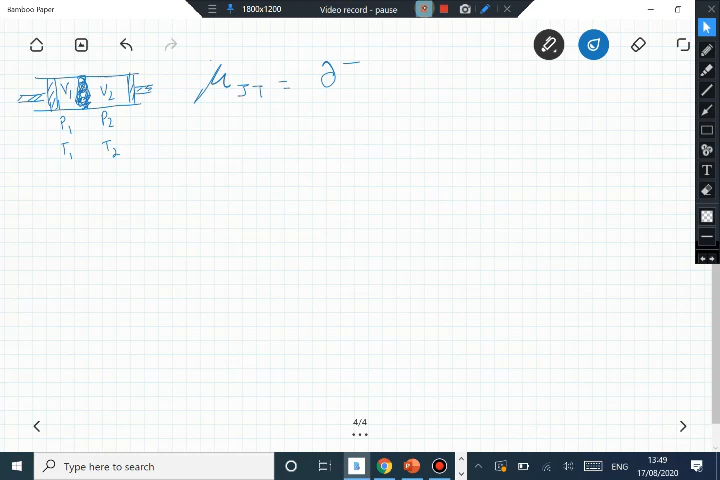 Bamboo Paper
1800x1200
Video record - pause
V1 V2
P1 P2
T1 T2
μJT = ∂
T
4/4
Type here to search
ENG
13:49
17/08/2020